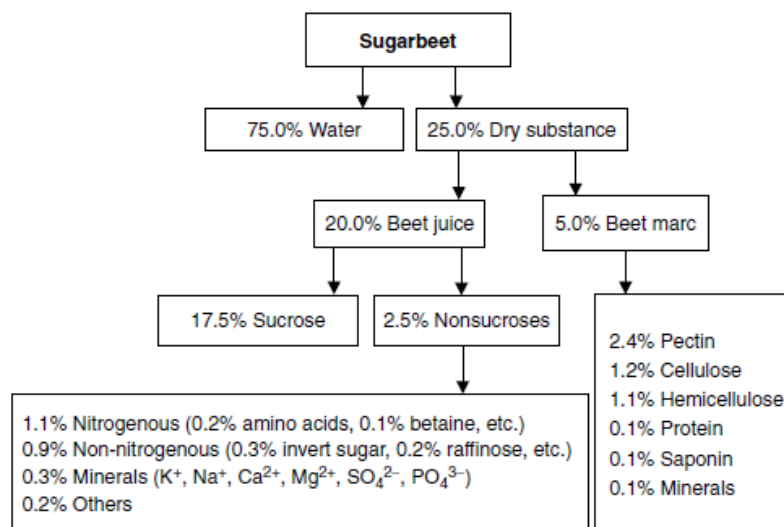 Sugarbeet
75.0% Water
25.0% Dry substance
20.0% Beet juice
5.0% Beet marc
17.5% Sucrose
2.5% Nonsucroses
2.4% Pectin
1.2% Cellulose
1.1% Hemicellulose
0.1% Protein
0.1% Saponin
0.1% Minerals
1.1% Nitrogenous (0.2% amino acids, 0.1% betaine, etc.)
0.9% Non-nitrogenous (0.3% invert sugar, 0.2% raffinose, etc.)
0.3% Minerals (K⁺, Na⁺, Ca²⁺, Mg²⁺, SO₄²⁻, PO₄³⁻)
0.2% Others